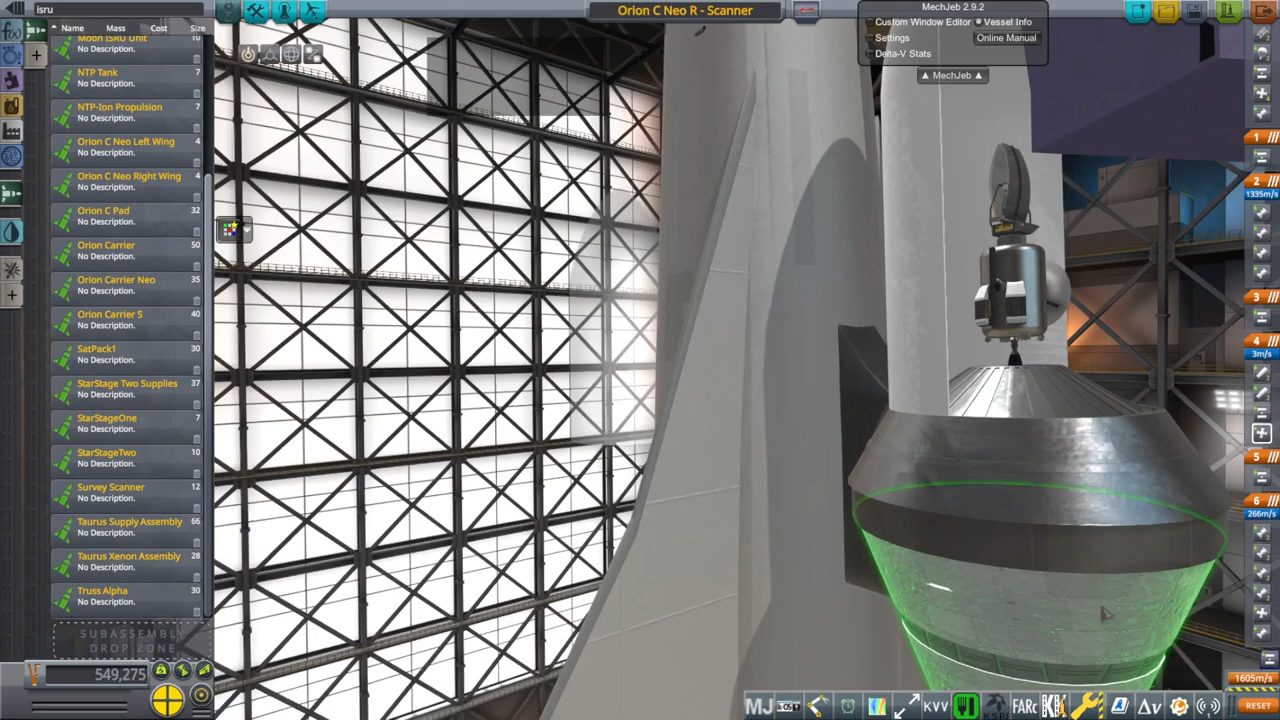 isru
Orion C Neo R - Scanner
MechJeb 2.9.2
Custom Window Editor
Vessel Info
Settings
Online Manual
Delta-V Stats
▲ MechJeb ▲
Name Mass Cost Size
Moon ISRU Unit 10
No Description.
NTP Tank 7
No Description.
NTP-Ion Propulsion 7
No Description.
Orion C Neo Left Wing 4
No Description.
Orion C Neo Right Wing 4
No Description.
Orion C Pad 32
No Description.
Orion Carrier 50
No Description.
Orion Carrier Neo 35
No Description.
Orion Carrier S 40
No Description.
SatPack1 30
No Description.
StarStage Two Supplies 37
No Description.
StarStageOne 7
No Description.
StarStageTwo 10
No Description.
Survey Scanner 12
No Description.
Taurus Supply Assembly 66
No Description.
Taurus Xenon Assembly 28
No Description.
Truss Alpha 30
No Description.
SUBASSEMBLY
DROP ZONE
549,275
1
2
1335m/s
3
4
3m/s
5
6
266m/s
1605m/s
RESET
MJ
KVV
FARc
Δv